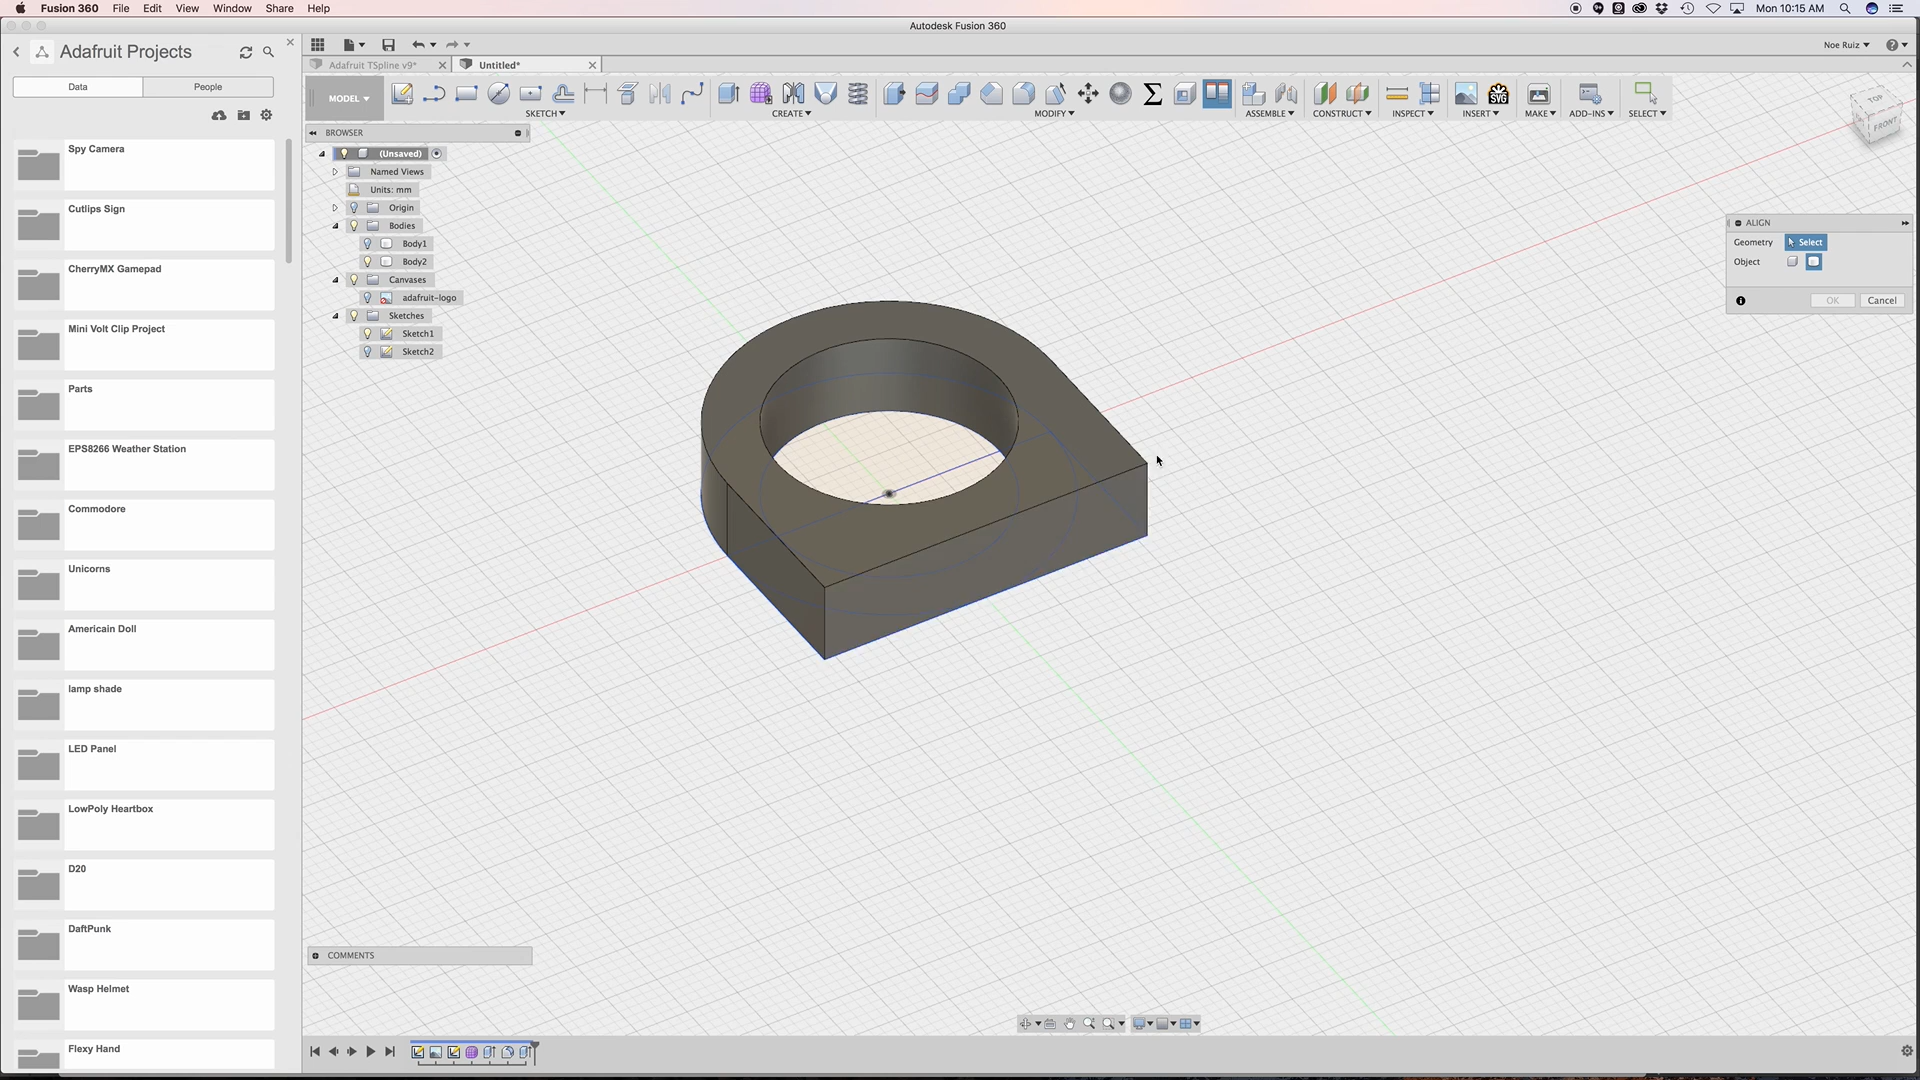 Fusion 360 File Edit View Window Share Help Mon 10:15 AM
Autodesk Fusion 360
Adafruit Projects
Data People
Spy Camera
Cutlips Sign
CherryMX Gamepad
Mini Volt Clip Project
Parts
EPS8266 Weather Station
Unicorns
Commodore
Unicorns
Americain Doll
lamp shade
LED Panel
LowPoly Heartbox
D20
DaftPunk
Wasp Helmet
Flexy Hand
Noe Ruiz
Adafruit TSpline v9* Untitled*
MODEL
SKETCH CREATE MODIFY ASSEMBLE CONSTRUCT INSPECT INSERT MAKE ADD-INS SELECT
SVG
BROWSER
(Unsaved)
Named Views
Units: mm
Origin
Bodies
Body1
Body2
Canvases
adafruit-logo
Sketches
Sketch1
Sketch2
TOP
FRONT
ALIGN
Geometry Select
Object
OK Cancel
COMMENTS